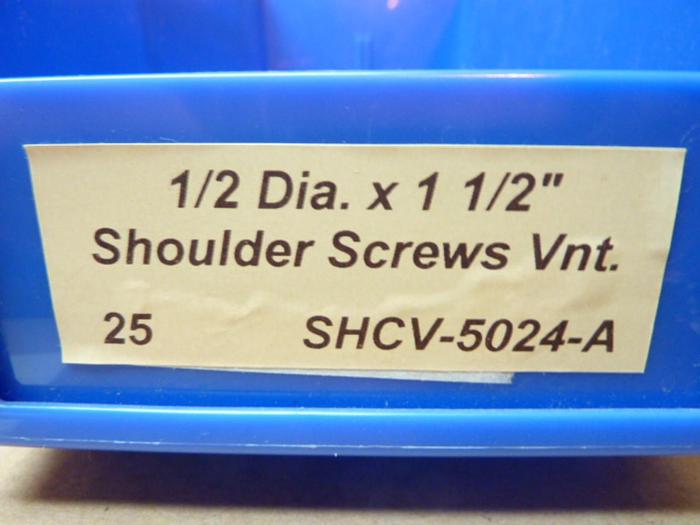 1/2 Dia. x 1 1/2"
Shoulder Screws Vnt.
25 SHCV-5024-A